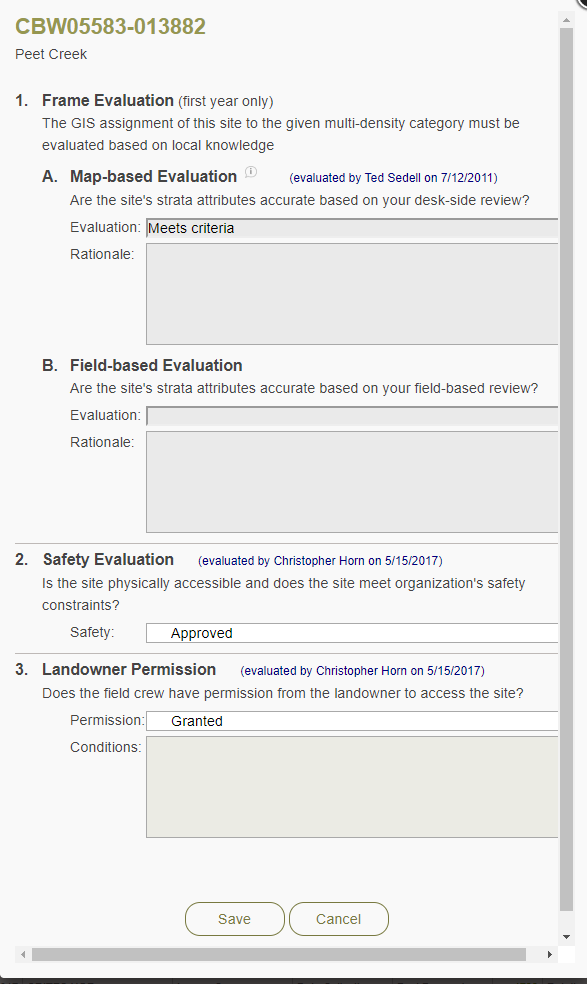 CBW05583-013882
Peet Creek
1. Frame Evaluation (first year only)
The GIS assignment of this site to the given multi-density category must be
evaluated based on local knowledge
A. Map-based Evaluation (evaluated by Ted Sedell on 7/12/2011)
Are the site's strata attributes accurate based on your desk-side review?
Evaluation: Meets criteria
Rationale:
B. Field-based Evaluation
Are the site's strata attributes accurate based on your field-based review?
Evaluation:
Rationale:
2. Safety Evaluation (evaluated by Christopher Horn on 5/15/2017)
Is the site physically accessible and does the site meet organization's safety
constraints?
Safety: Approved
3. Landowner Permission (evaluated by Christopher Horn on 5/15/2017)
Does the field crew have permission from the landowner to access the site?
Permission: Granted
Conditions:
Save Cancel